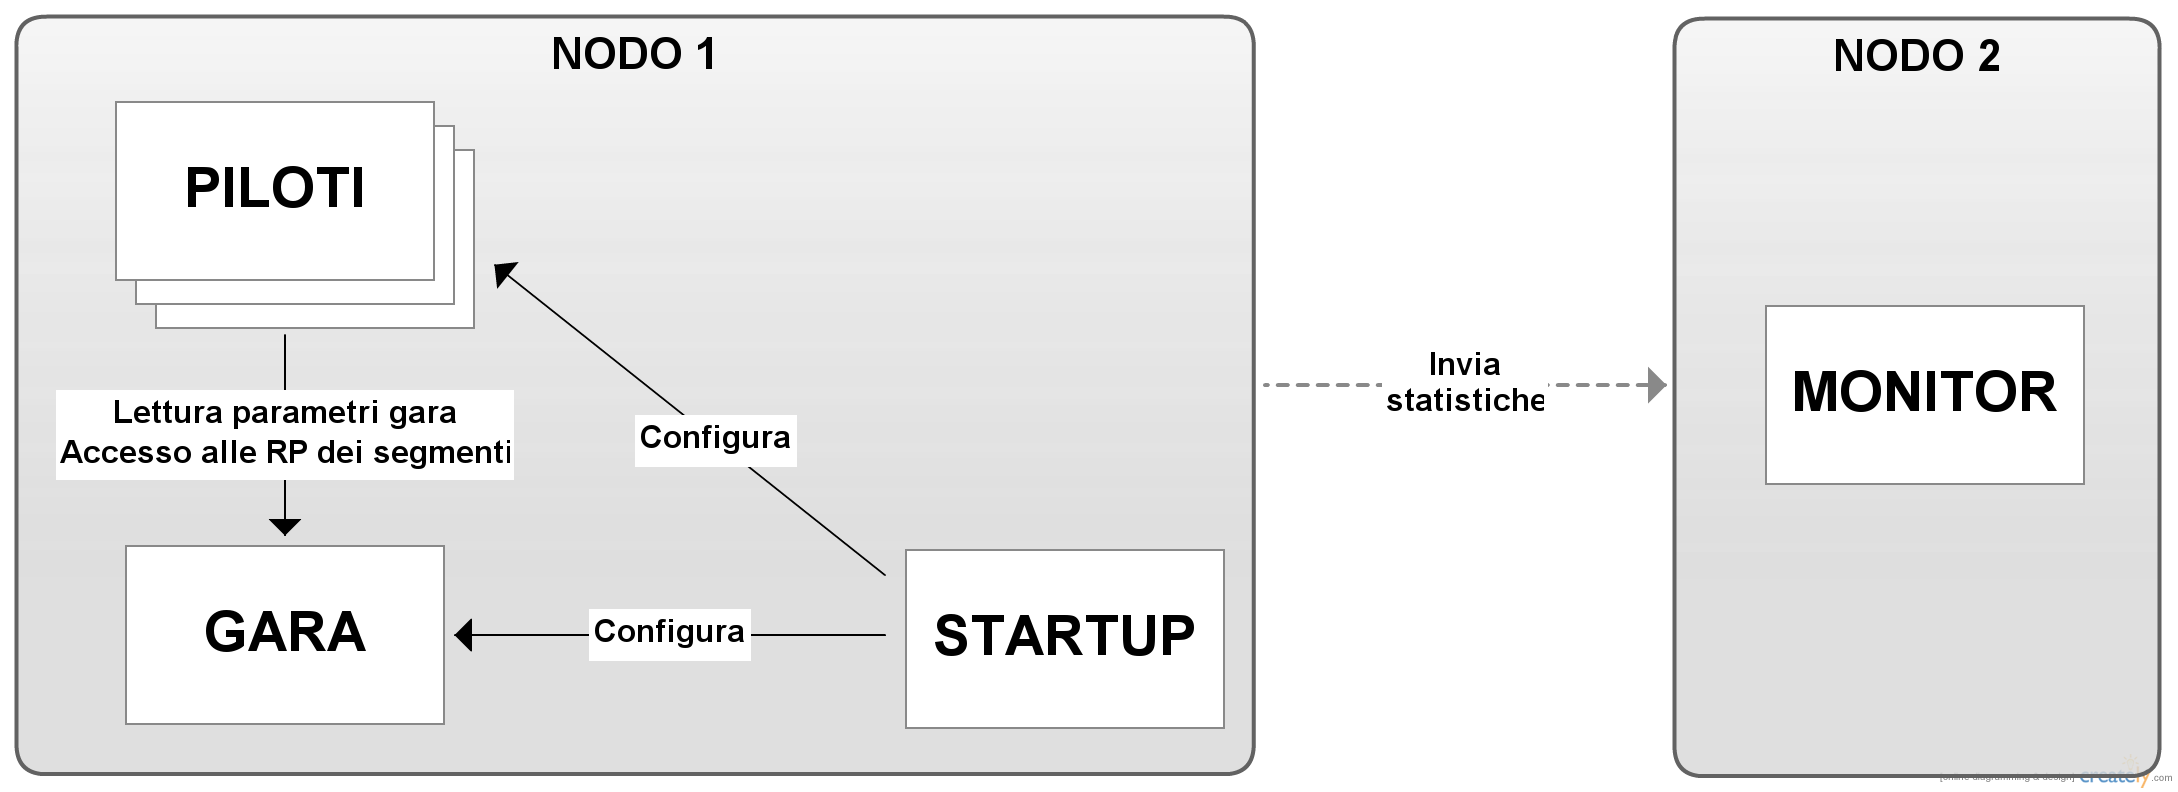 NODO 1
PILOTI
Lettura parametri gara
Accesso alle RP dei segmenti
Configura
GARA
Configura
STARTUP
Invia
statistiche
NODO 2
MONITOR
[online diagramming & design] creately.com